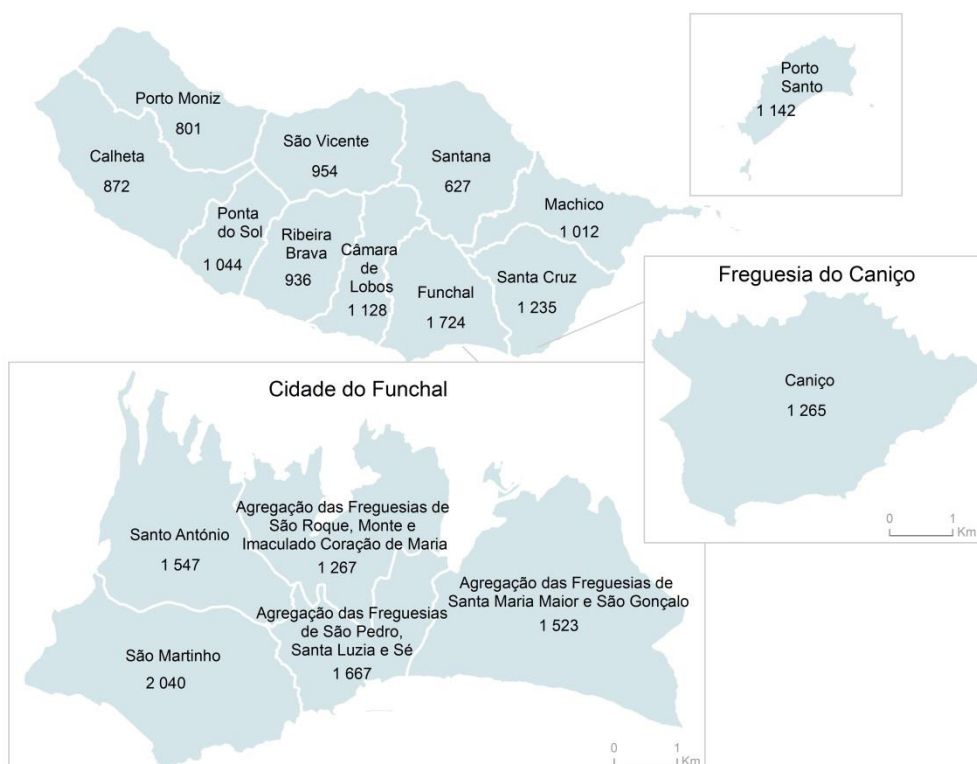 Porto Moniz
801
Calheta
872
São Vicente
954
Santana
627
Machico
1 012
Ponta
do Sol
1 044
Ribeira
Brava
936
Câmara
de
Lobos
1 128
Funchal
1 724
Santa Cruz
1 235
Porto
Santo
1 142
Freguesia do Caniço
Caniço
1 265
0 1
Km
Cidade do Funchal
Santo António
1 547
Agregação das Freguesias de
São Roque, Monte e
Imaculado Coração de Maria
1 267
Agregação das Freguesias de
Santa Maria Maior e São Gonçalo
1 523
Agregação das Freguesias
de São Pedro,
Santa Luzia e Sé
1 667
São Martinho
2 040
0 1
Km